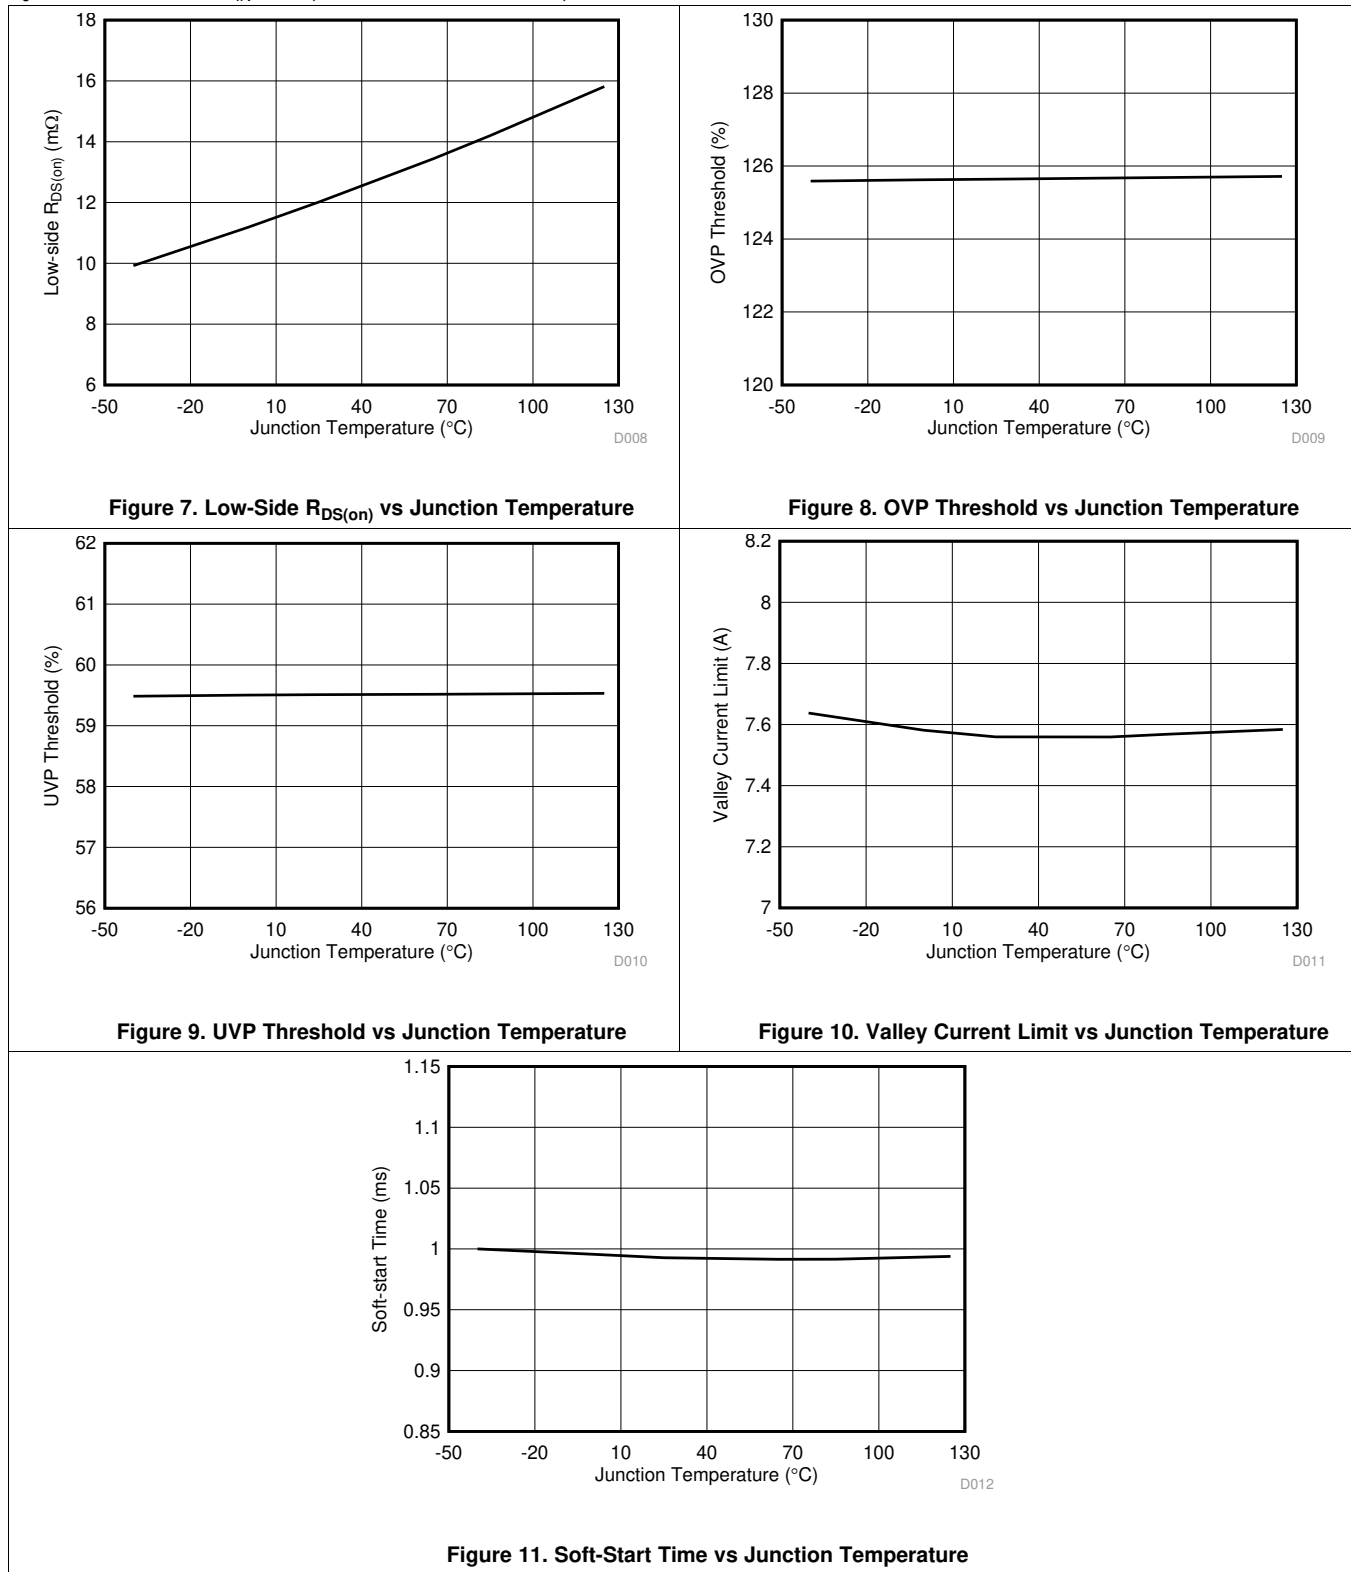 18
16
14
12
10
8
6
Low-side RDS(on) (mΩ)
-50 -20 10 40 70 100 130
Junction Temperature (°C)
D008
Figure 7. Low-Side RDS(on) vs Junction Temperature
130
128
126
124
122
120
OVP Threshold (%)
-50 -20 10 40 70 100 130
Junction Temperature (°C)
D009
Figure 8. OVP Threshold vs Junction Temperature
62
61
60
59
58
57
56
UVP Threshold (%)
-50 -20 10 40 70 100 130
Junction Temperature (°C)
D010
Figure 9. UVP Threshold vs Junction Temperature
8.2
8
7.8
7.6
7.4
7.2
7
Valley Current Limit (A)
-50 -20 10 40 70 100 130
Junction Temperature (°C)
D011
Figure 10. Valley Current Limit vs Junction Temperature
1.15
1.1
1.05
1
0.95
0.9
0.85
Soft-start Time (ms)
-50 -20 10 40 70 100 130
Junction Temperature (°C)
D012
Figure 11. Soft-Start Time vs Junction Temperature